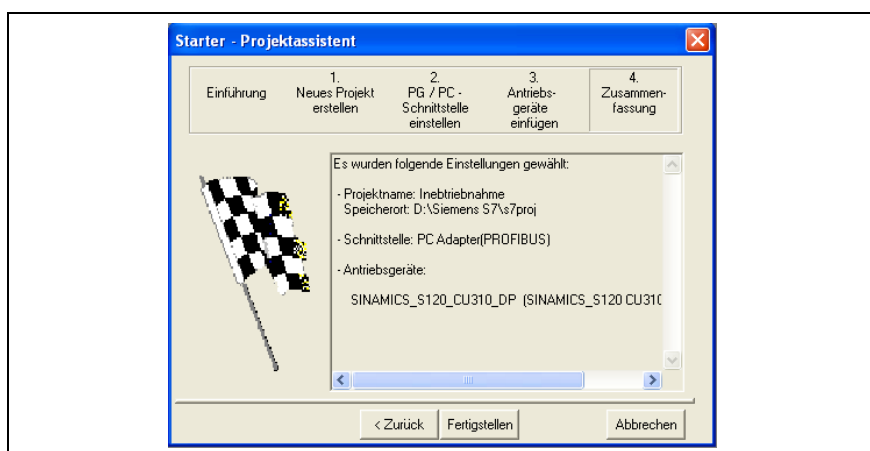 Starter - Projektassistent
Einführung
1.
Neues Projekt
erstellen
2.
PG / PC -
Schnittstelle
einstellen
3.
Antriebs-
geräte
einfügen
4.
Zusammen-
fassung
Es wurden folgende Einstellungen gewählt:
- Projektname: Inebtriebnahme
Speicherort: D:\Siemens S7\s7proj
- Schnittstelle: PC Adapter(PROFIBUS)
- Antriebsgeräte:
SINAMICS_S120_CU310_DP (SINAMICS_S120 CU310
< Zurück
Fertigstellen
Abbrechen